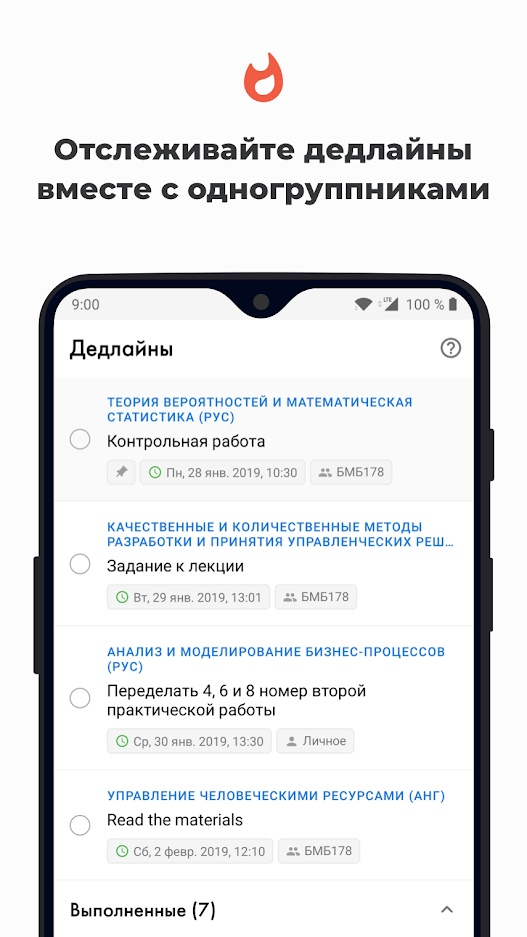 Отслеживайте дедлайны
вместе с одногруппниками
9:00
LTE
100 %
Дедлайны
ТЕОРИЯ ВЕРОЯТНОСТЕЙ И МАТЕМАТИЧЕСКАЯ
СТАТИСТИКА (РУС)
Контрольная работа
Пн, 28 янв. 2019, 10:30
БМБ178
КАЧЕСТВЕННЫЕ И КОЛИЧЕСТВЕННЫЕ МЕТОДЫ
РАЗРАБОТКИ И ПРИНЯТИЯ УПРАВЛЕНЧЕСКИХ РЕШ…
Задание к лекции
Вт, 29 янв. 2019, 13:01
БМБ178
АНАЛИЗ И МОДЕЛИРОВАНИЕ БИЗНЕС-ПРОЦЕССОВ
(РУС)
Переделать 4, 6 и 8 номер второй
практической работы
Ср, 30 янв. 2019, 13:30
Личное
УПРАВЛЕНИЕ ЧЕЛОВЕЧЕСКИМИ РЕСУРСАМИ (АНГ)
Read the materials
Сб, 2 февр. 2019, 12:10
БМБ178
Выполненные (7)